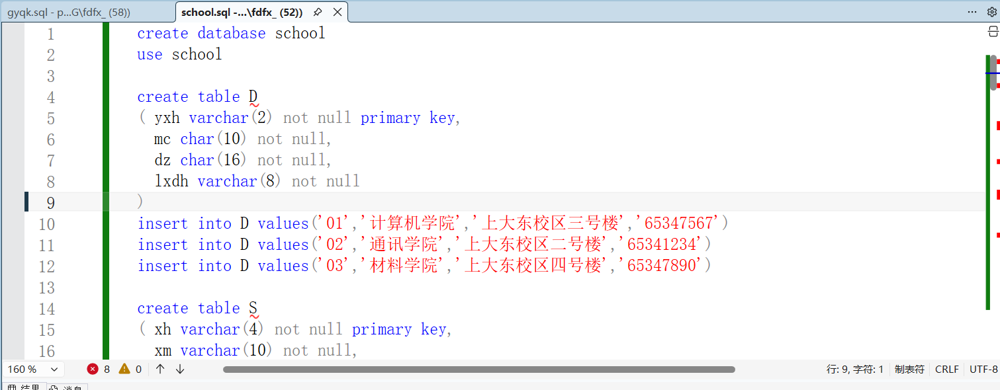 gyqk.sql - p...G\fdfx_ (58))
school.sql -...\fdfx_ (52))
1 create database school
2 use school
3
4 create table D
5 ( yxh varchar(2) not null primary key,
6 mc char(10) not null,
7 dz char(16) not null,
8 lxdh varchar(8) not null
9 )
10 insert into D values('01','计算机学院','上大东校区三号楼','65347567')
11 insert into D values('02','通讯学院','上大东校区二号楼','65341234')
12 insert into D values('03','材料学院','上大东校区四号楼','65347890')
13
14 create table S
15 ( xh varchar(4) not null primary key,
16 xm varchar(10) not null,
160 % 8 0 行: 9, 字符: 1 制表符 CRLF UTF-8
结果 消息